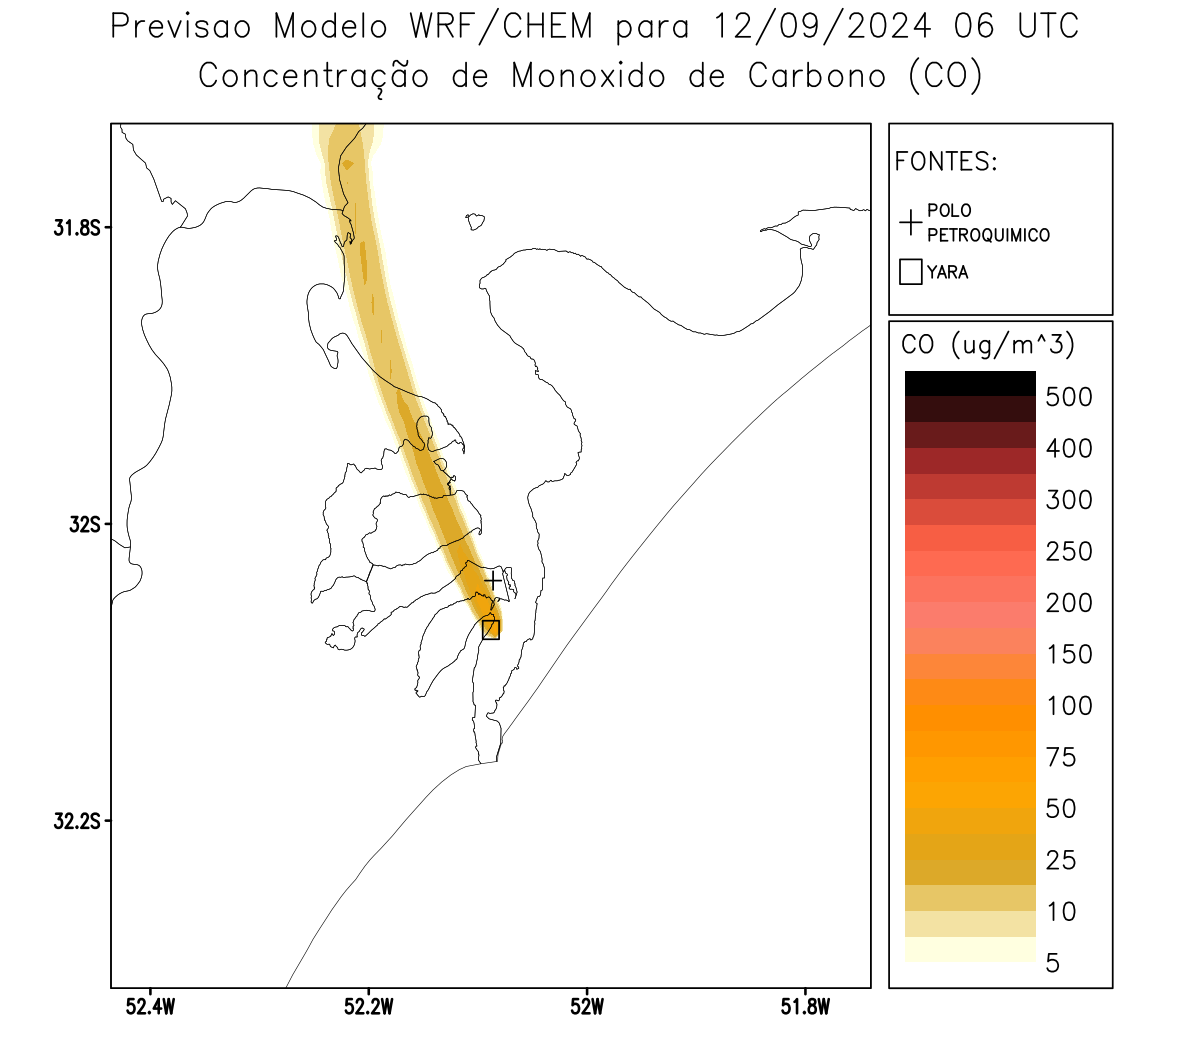 Previsao Modelo WRF/CHEM para 12/09/2024 06 UTC
Concentração de Monoxido de Carbono (CO)
FONTES:
POLO
PETROQUIMICO
YARA
31.8S
32S
32.2S
52.4W
52.2W
52W
51.8W
CO (ug/m^3)
500
400
300
250
200
150
100
75
50
25
10
5